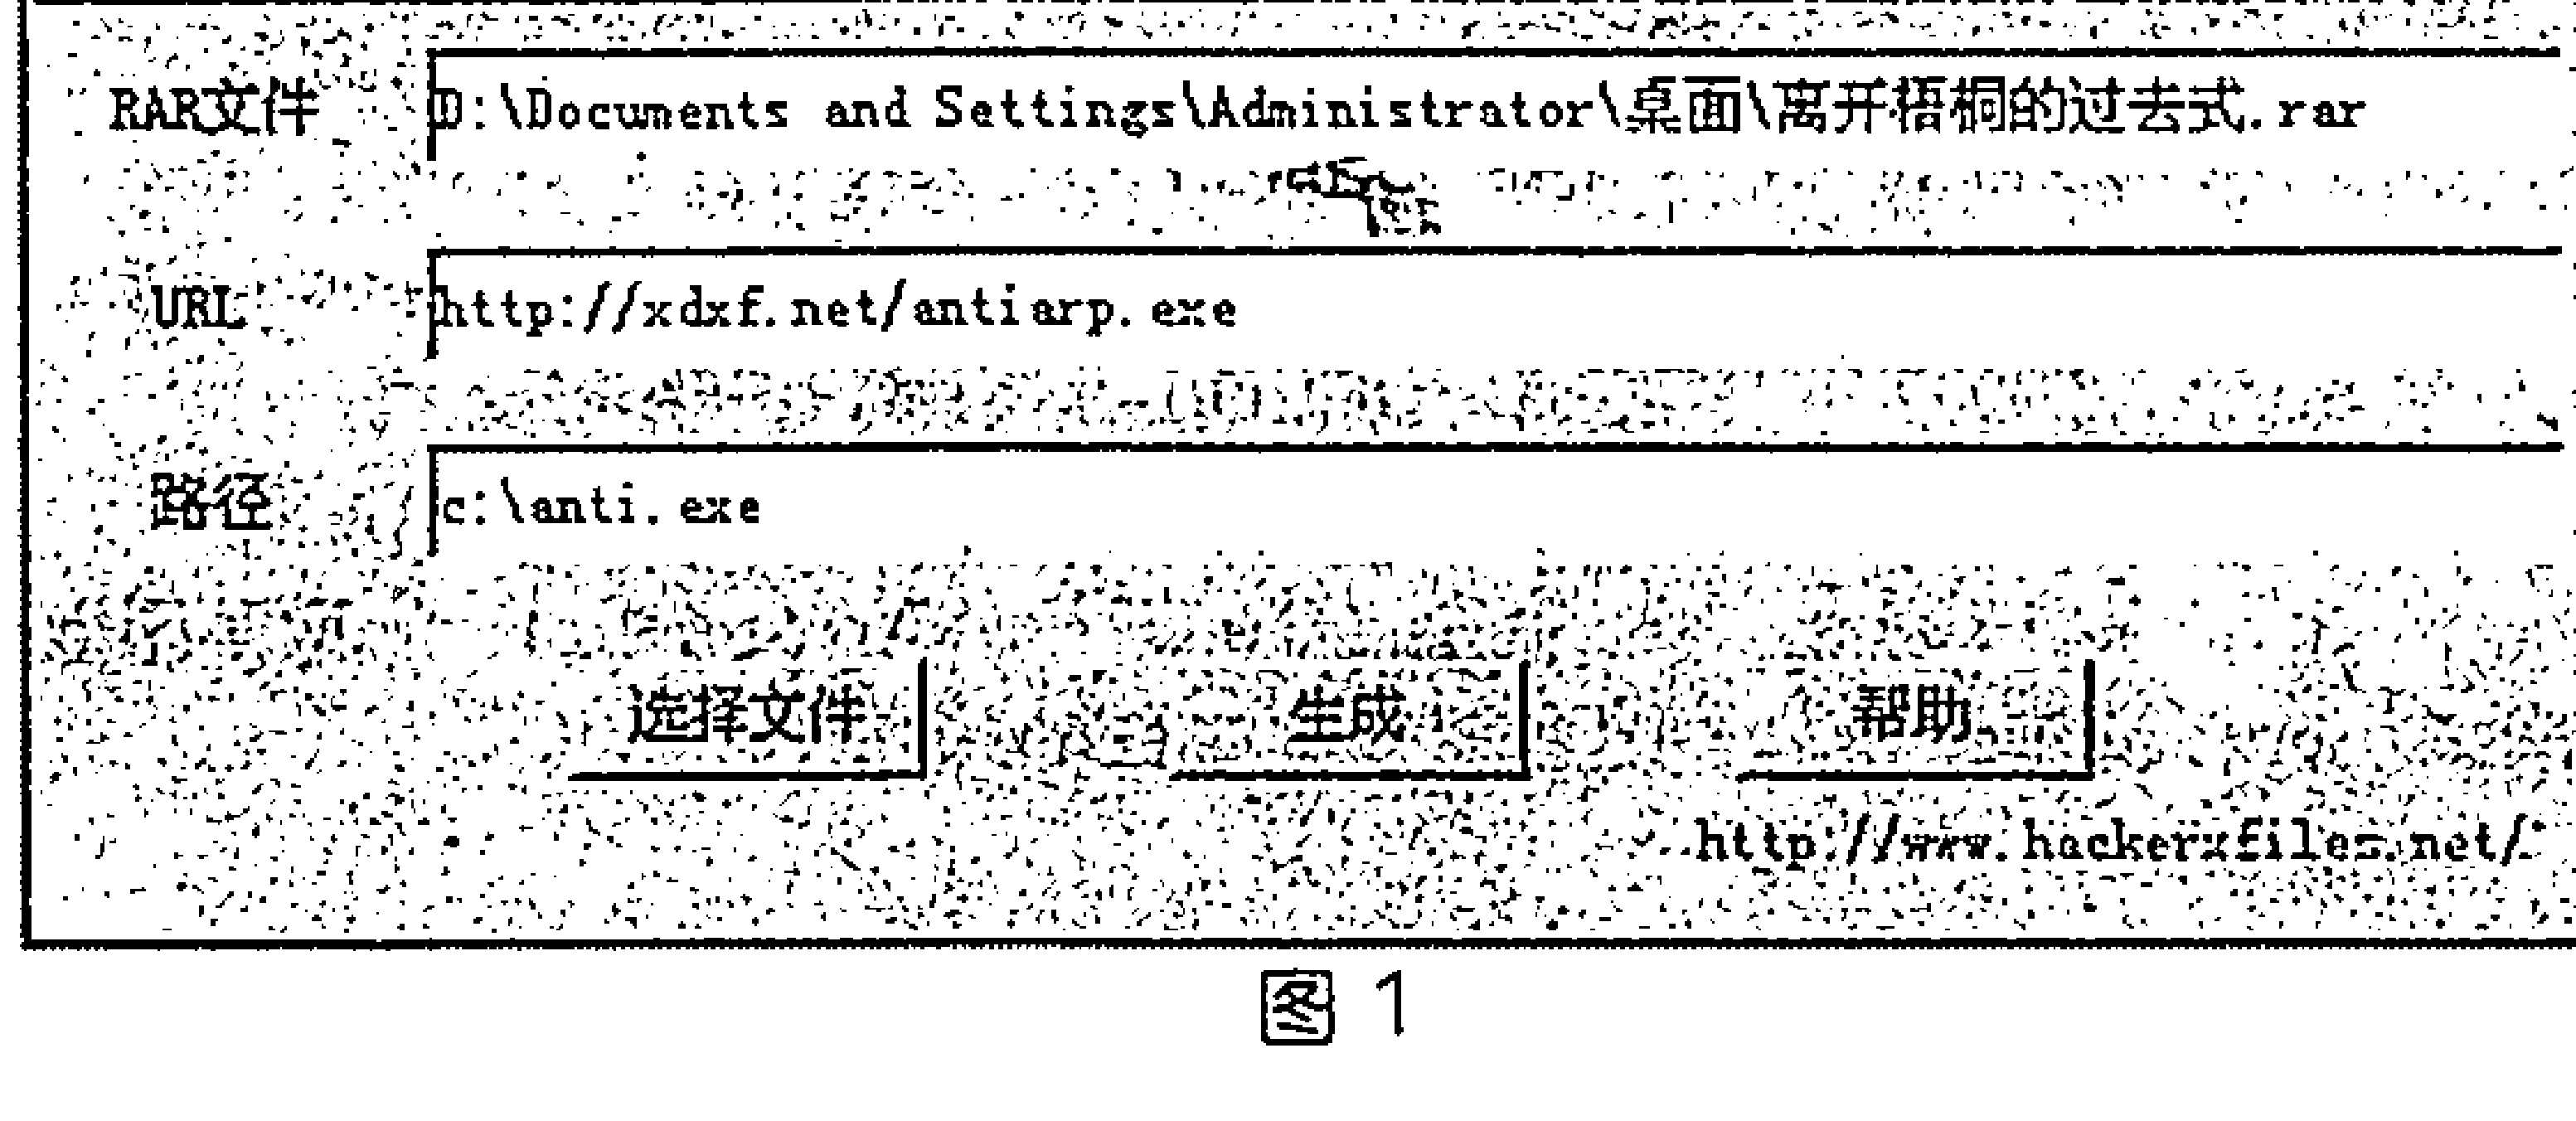 RAR文件 D:\Documents and Settings\Administrator\桌面\离开梧桐的过去式.rar
URL http://xdxf.net/antiarp.exe
路径 c:\anti.exe
选择文件 生成 帮助
http://www.hackerxfiles.net/
图 1